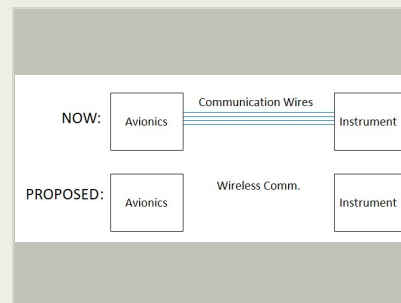 Communication Wires
NOW: Avionics Instrument
Wireless Comm.
PROPOSED: Avionics Instrument